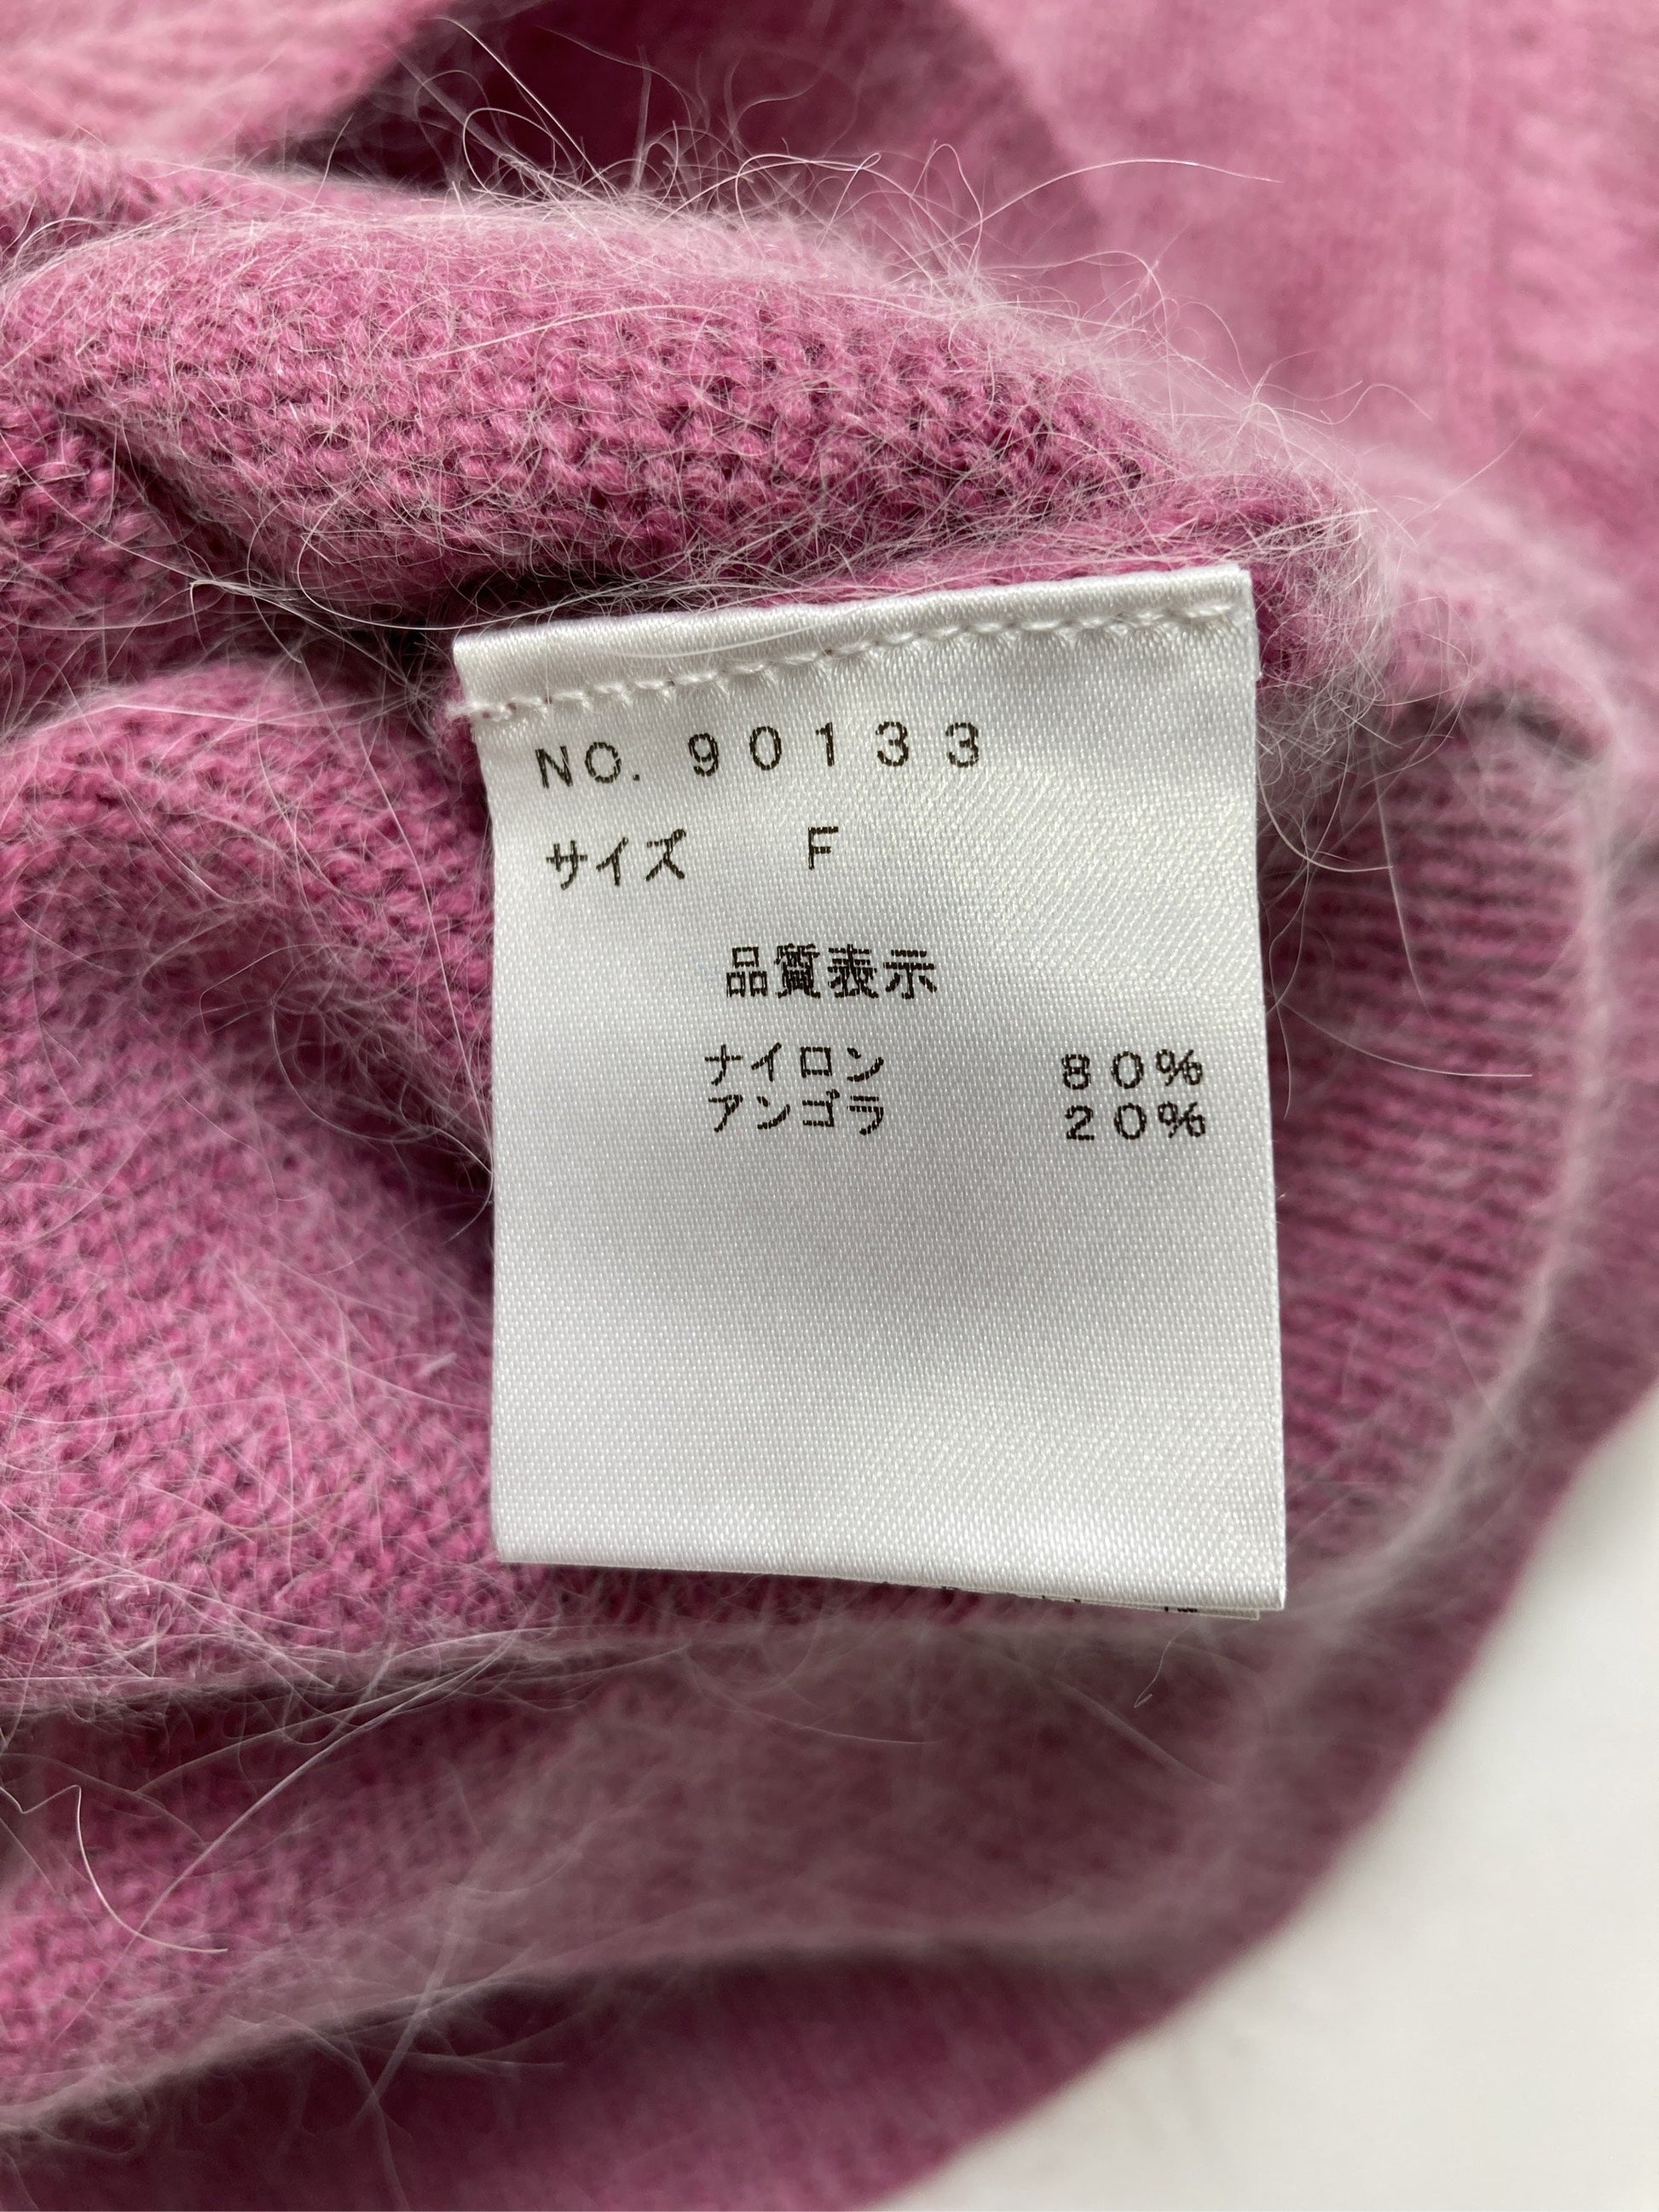 NO. 90133
サイズ F
品質表示
ナイロン 80%
アンゴラ 20%